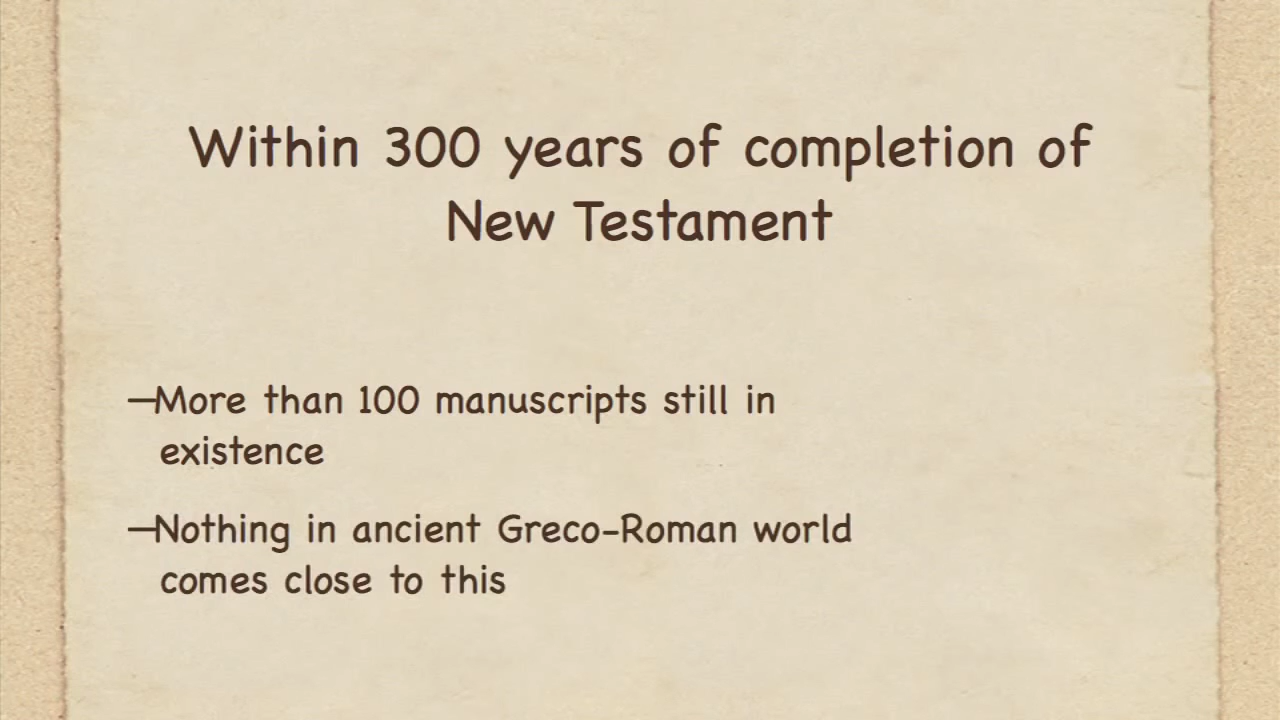 Within 300 years of completion of
New Testament
—More than 100 manuscripts still in
existence
—Nothing in ancient Greco-Roman world
comes close to this